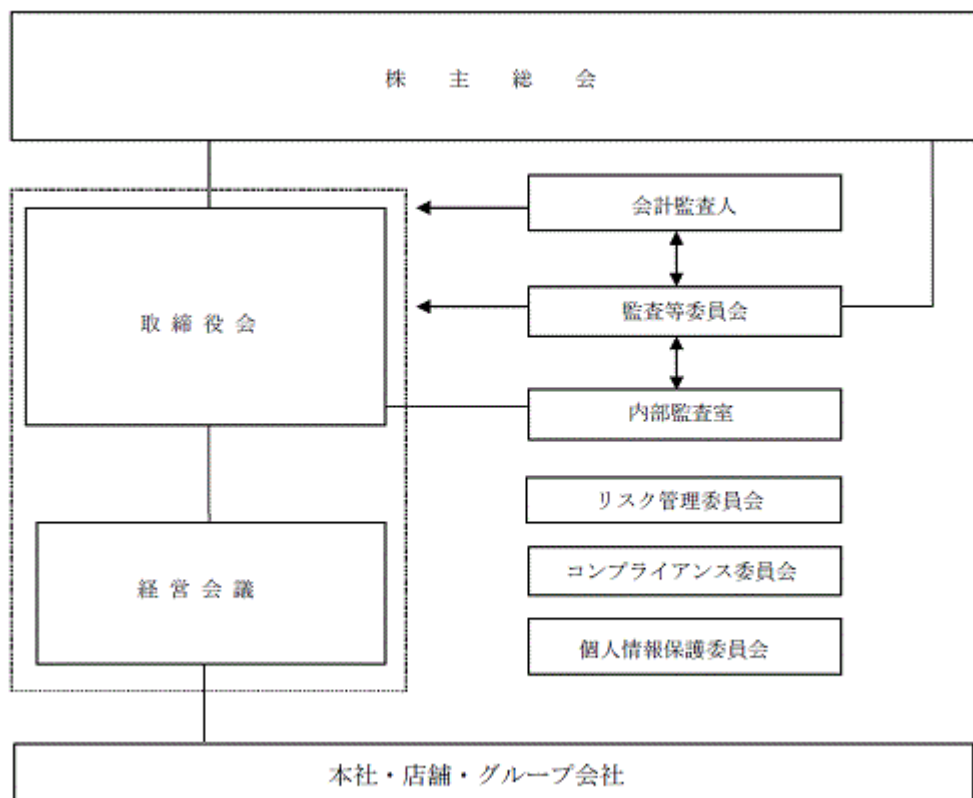 株主総会
会計監査人
監査等委員会
取締役会
内部監査室
リスク管理委員会
コンプライアンス委員会
経営会議
個人情報保護委員会
本社・店舗・グループ会社